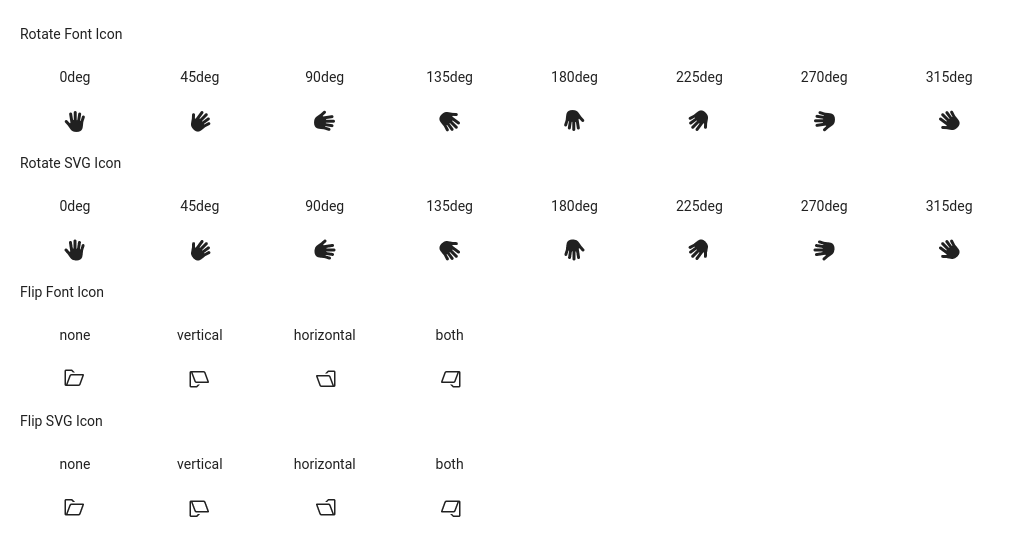 Rotate Font Icon
0deg 45deg 90deg 135deg 180deg 225deg 270deg 315deg
Rotate SVG Icon
0deg 45deg 90deg 135deg 180deg 225deg 270deg 315deg
Flip Font Icon
none vertical horizontal both
Flip SVG Icon
none vertical horizontal both